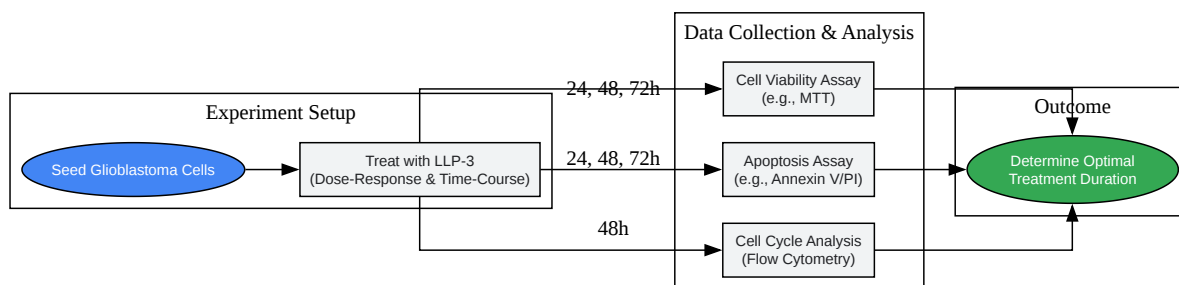 Data Collection & Analysis
24, 48, 72h
Cell Viability Assay
(e.g., MTT)
Experiment Setup
Outcome
Seed Glioblastoma Cells
Treat with LLP-3
(Dose-Response & Time-Course)
24, 48, 72h
Apoptosis Assay
(e.g., Annexin V/PI)
Determine Optimal
Treatment Duration
48h
Cell Cycle Analysis
(Flow Cytometry)